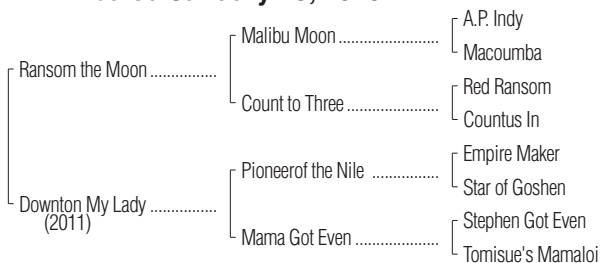 A.P. Indy
Malibu Moon ....................
Macoumba
Ransom the Moon ................
Red Ransom
Count to Three ....................
Countus In
Empire Maker
Pioneerof the Nile ..............
Star of Goshen
Downton My Lady ................
(2011)
Stephen Got Even
Mama Got Even ..................
Tomisue's Mamaloi